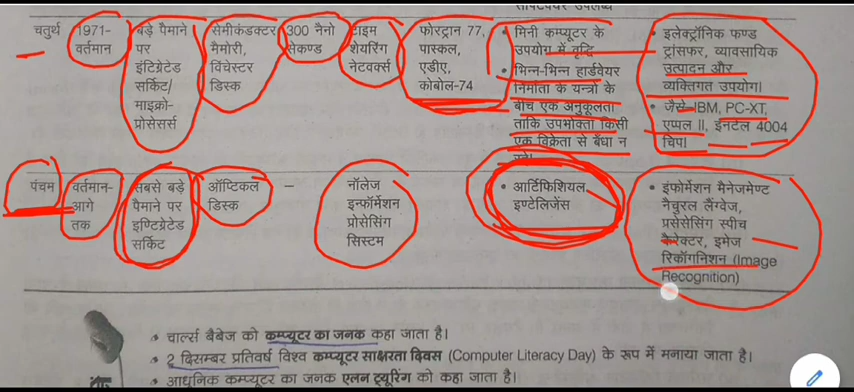 सॉफ्टवेयर उपलब्ध
चतुर्थ 1971- बड़े पैमाने सेमीकंडक्टर 300 नैनो टाइम फोरट्रान 77, • मिनी कम्प्यूटर के • इलेक्ट्रॉनिक फण्ड
वर्तमान पर मैमोरी, सेकण्ड शेयरिंग पास्कल, उपयोग में वृद्धि ट्रांसफर, व्यावसायिक
इंटिग्रेटेड विंचेस्टर नेटवर्क्स एडीए, • भिन्न-भिन्न हार्डवेयर उत्पादन और
सर्किट/ डिस्क कोबोल-74 निर्माता के यन्त्रों के व्यक्तिगत उपयोग।
माइक्रो- बीच एक अनुकूलता • जैसे-IBM, PC-XT,
प्रोसेसर्स ताकि उपभोक्ता किसी एप्पल II, इनटेल 4004
एक विक्रेता से बँधा न चिप।
रहे।
पंचम वर्तमान- सबसे बड़े ऑप्टिकल – नॉलेज • आर्टिफिशियल • इंफोर्मेशन मैनेजमेण्ट
आगे पैमाने पर डिस्क इन्फॉर्मेशन इण्टेलिजेंस नैचुरल लैंग्वेज,
तक इण्टिग्रेटेड प्रोसेसिंग प्रसेसेसिंग स्पीच
सर्किट सिस्टम कैरेक्टर, इमेज
रिकॉगनिशन (Image
Recognition)
• चार्ल्स बैबेज को कम्प्यूटर का जनक कहा जाता है।
• 2 दिसम्बर प्रतिवर्ष विश्व कम्प्यूटर साक्षरता दिवस (Computer Literacy Day) के रूप में मनाया जाता है।
• आधुनिक कम्प्यूटर का जनक एलन ट्यूरिंग को कहा जाता है।